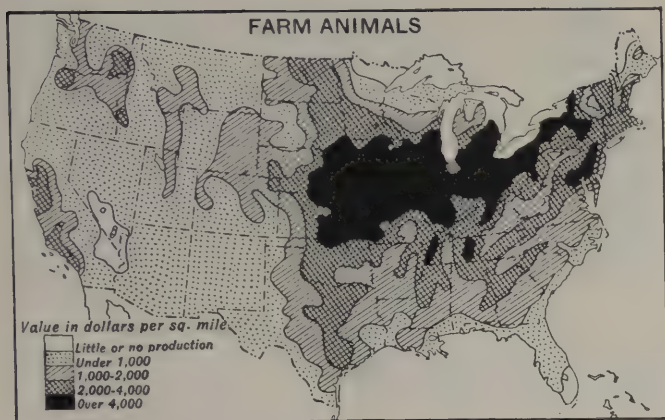 FARM ANIMALS
Value in dollars per sq. mile
Little or no production
Under 1,000
1,000-2,000
2,000-4,000
Over 4,000